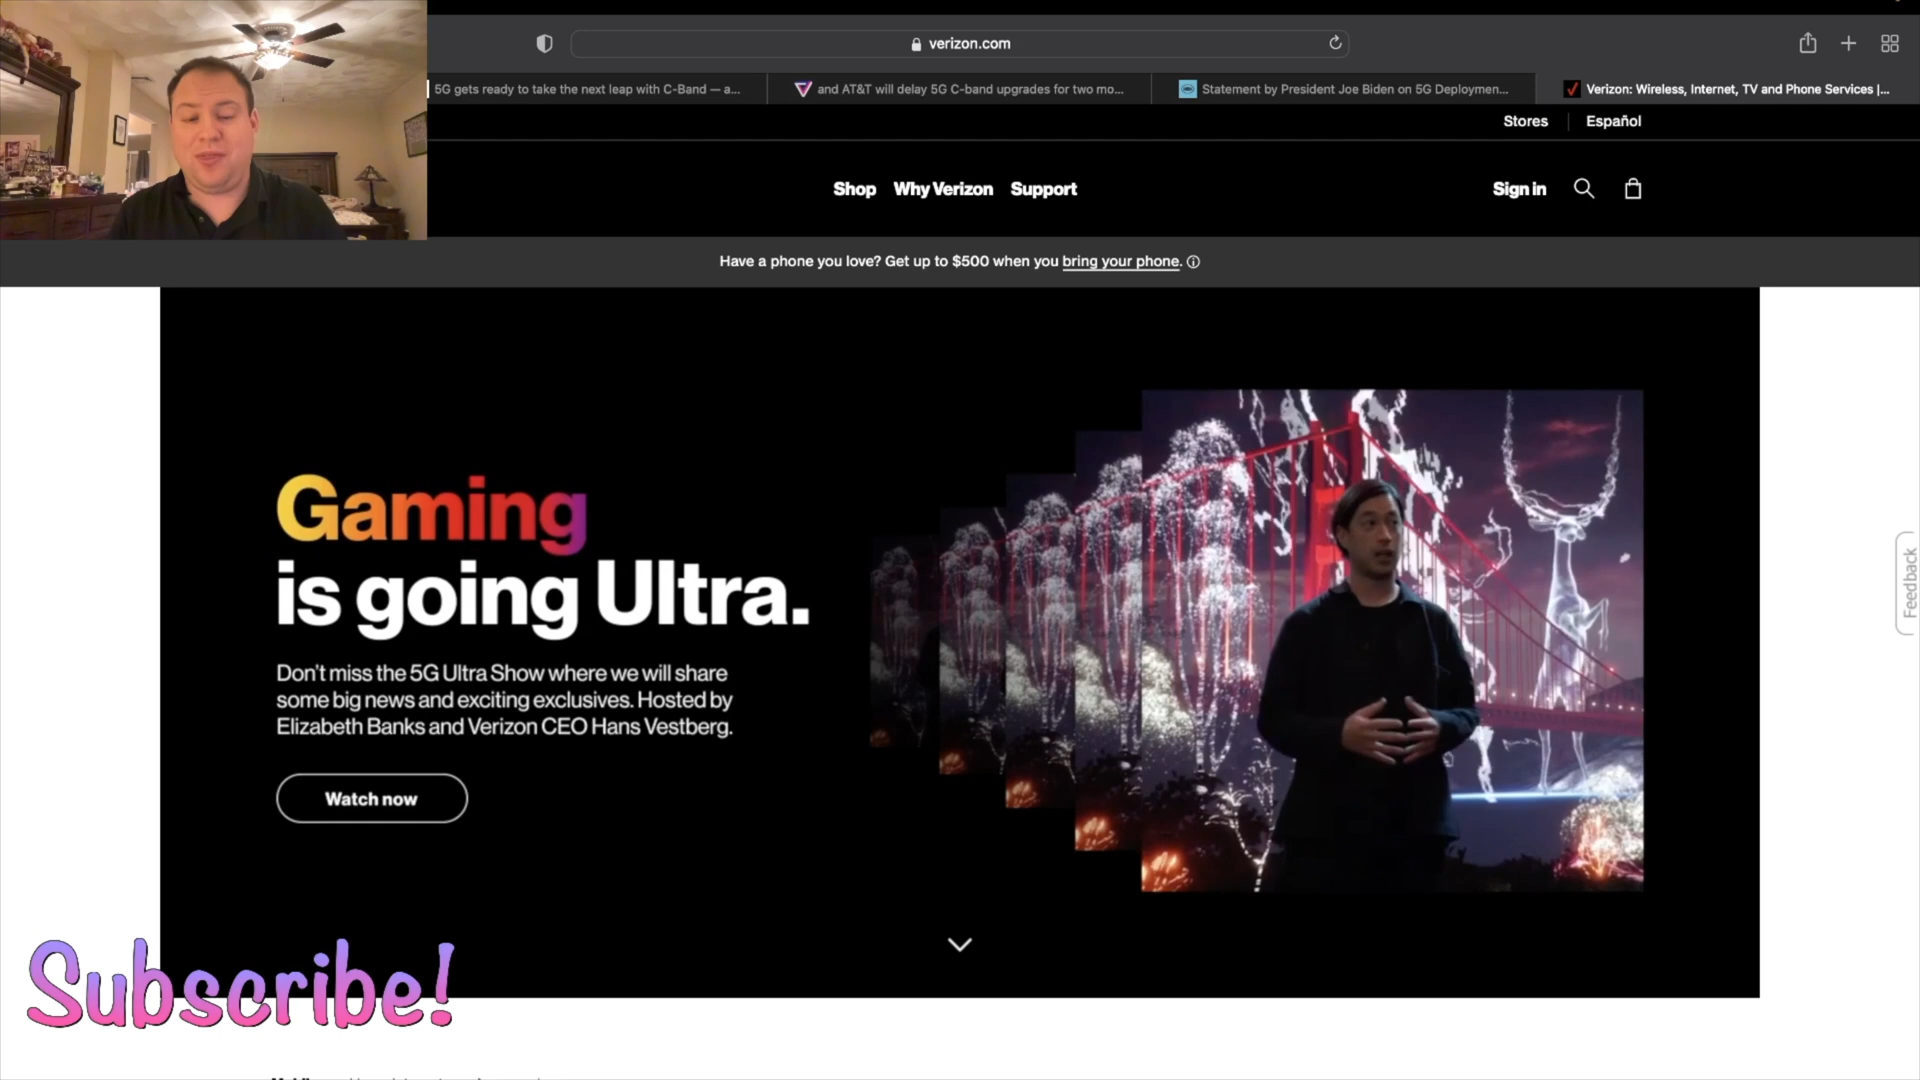 verizon.com
5G gets ready to take the next leap with C-Band — a...
and AT&T will delay 5G C-band upgrades for two mo...
Statement by President Joe Biden on 5G Deploymen...
Verizon: Wireless, Internet, TV and Phone Services |...
Stores
Español
Shop
Why Verizon
Support
Sign in
Have a phone you love? Get up to $500 when you bring your phone.
Gaming
is going Ultra.
Don't miss the 5G Ultra Show where we will share
some big news and exciting exclusives. Hosted by
Elizabeth Banks and Verizon CEO Hans Vestberg.
Watch now
Feedback
Subscribe!